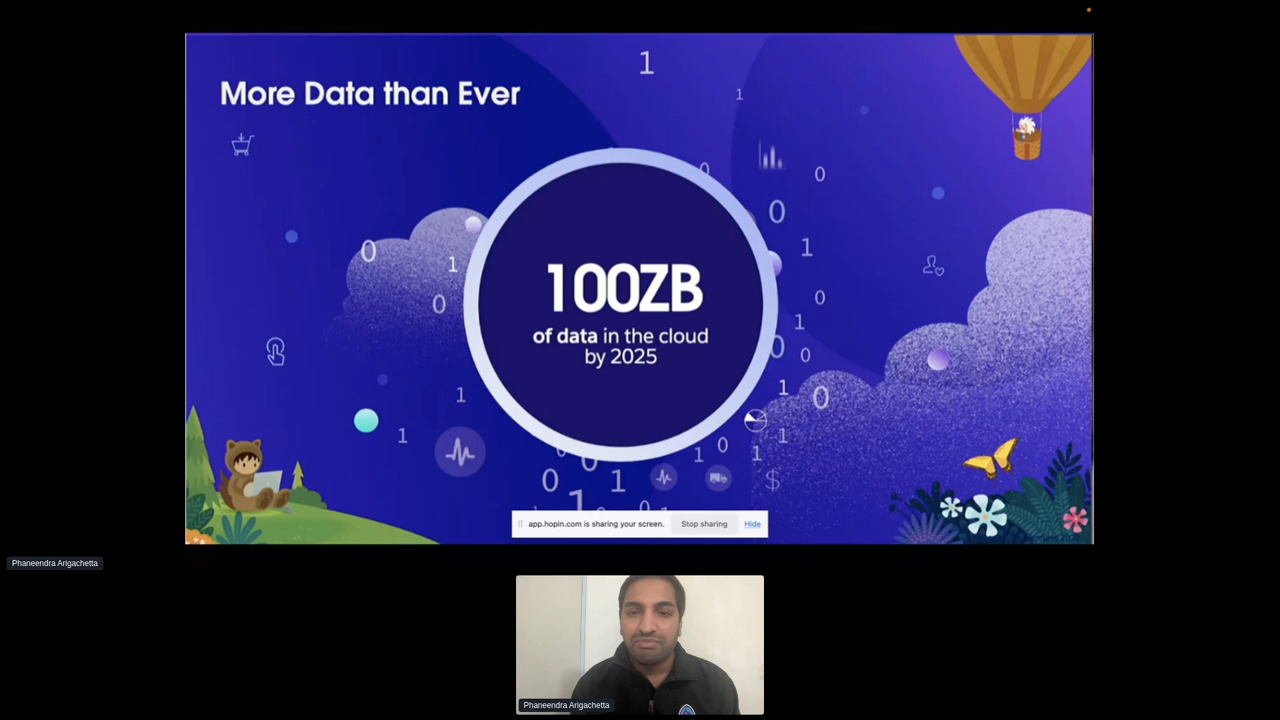 More Data than Ever
100ZB
of data in the cloud
by 2025
app.hopin.com is sharing your screen. Stop sharing Hide
Phaneendra Arigachetta
Phaneendra Arigachetta